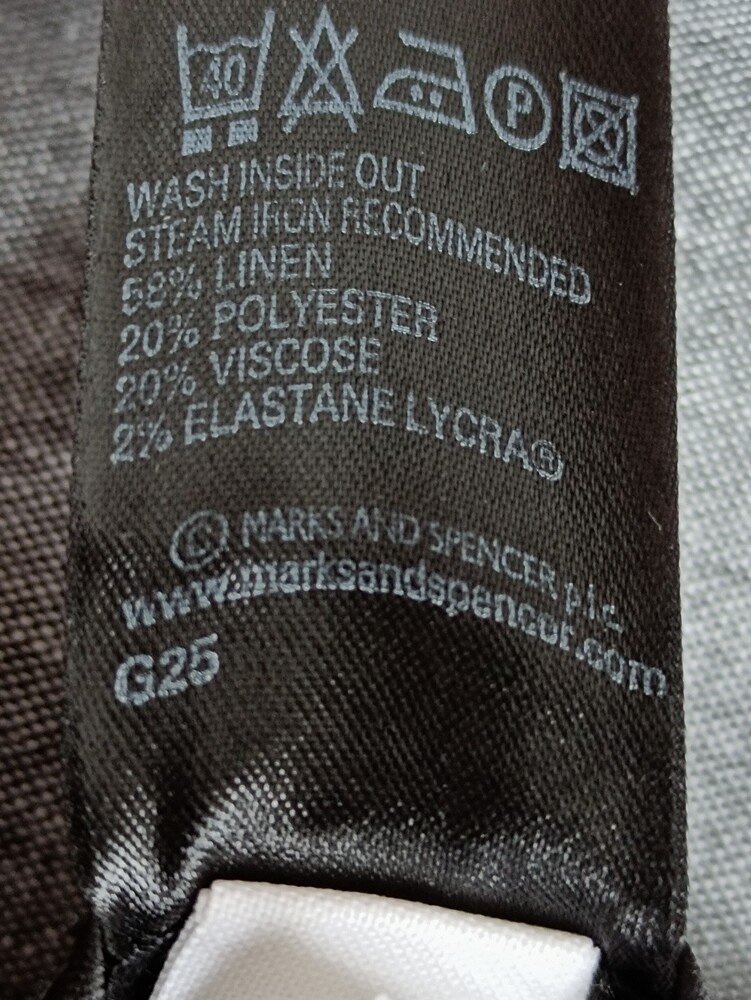 40
P
WASH INSIDE OUT
STEAM IRON RECOMMENDED
58% LINEN
20% POLYESTER
20% VISCOSE
2% ELASTANE LYCRA®
© MARKS AND SPENCER p.l.c.
www.marksandspencer.com
G25